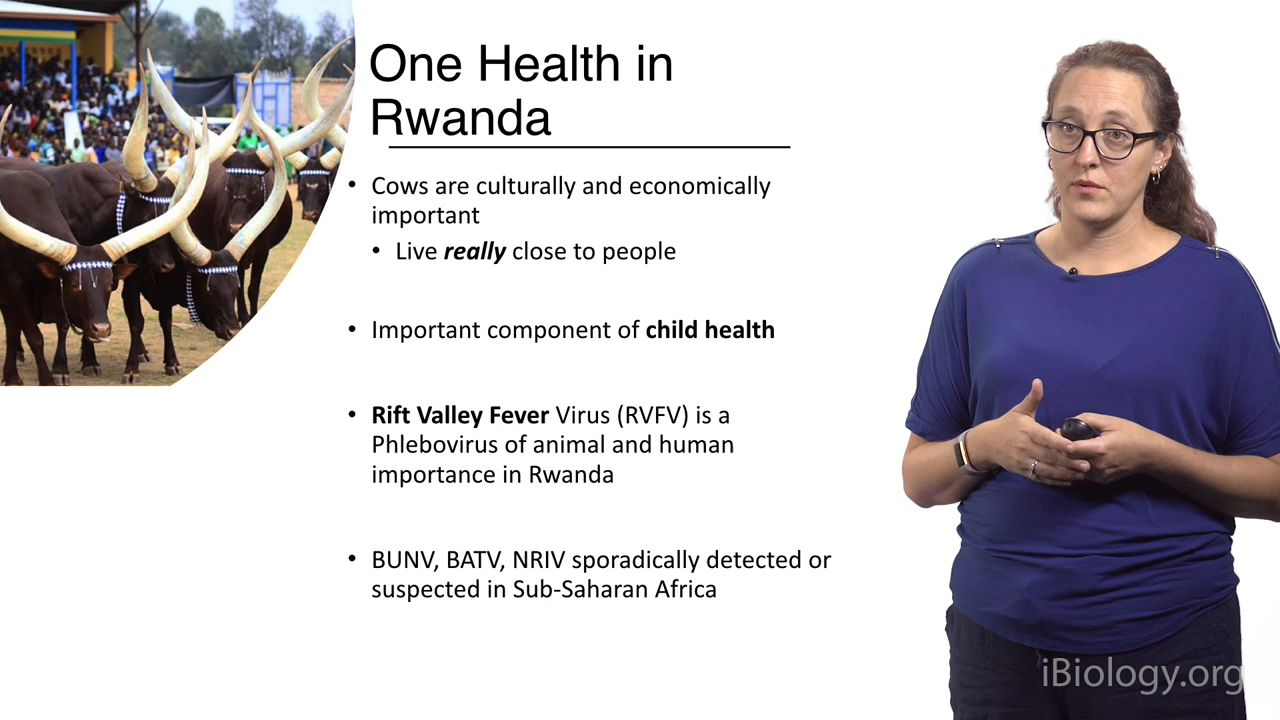 One Health in
Rwanda
• Cows are culturally and economically
important
• Live really close to people
• Important component of child health
• Rift Valley Fever Virus (RVFV) is a
Phlebovirus of animal and human
importance in Rwanda
• BUNV, BATV, NRIV sporadically detected or
suspected in Sub-Saharan Africa
iBiology.org